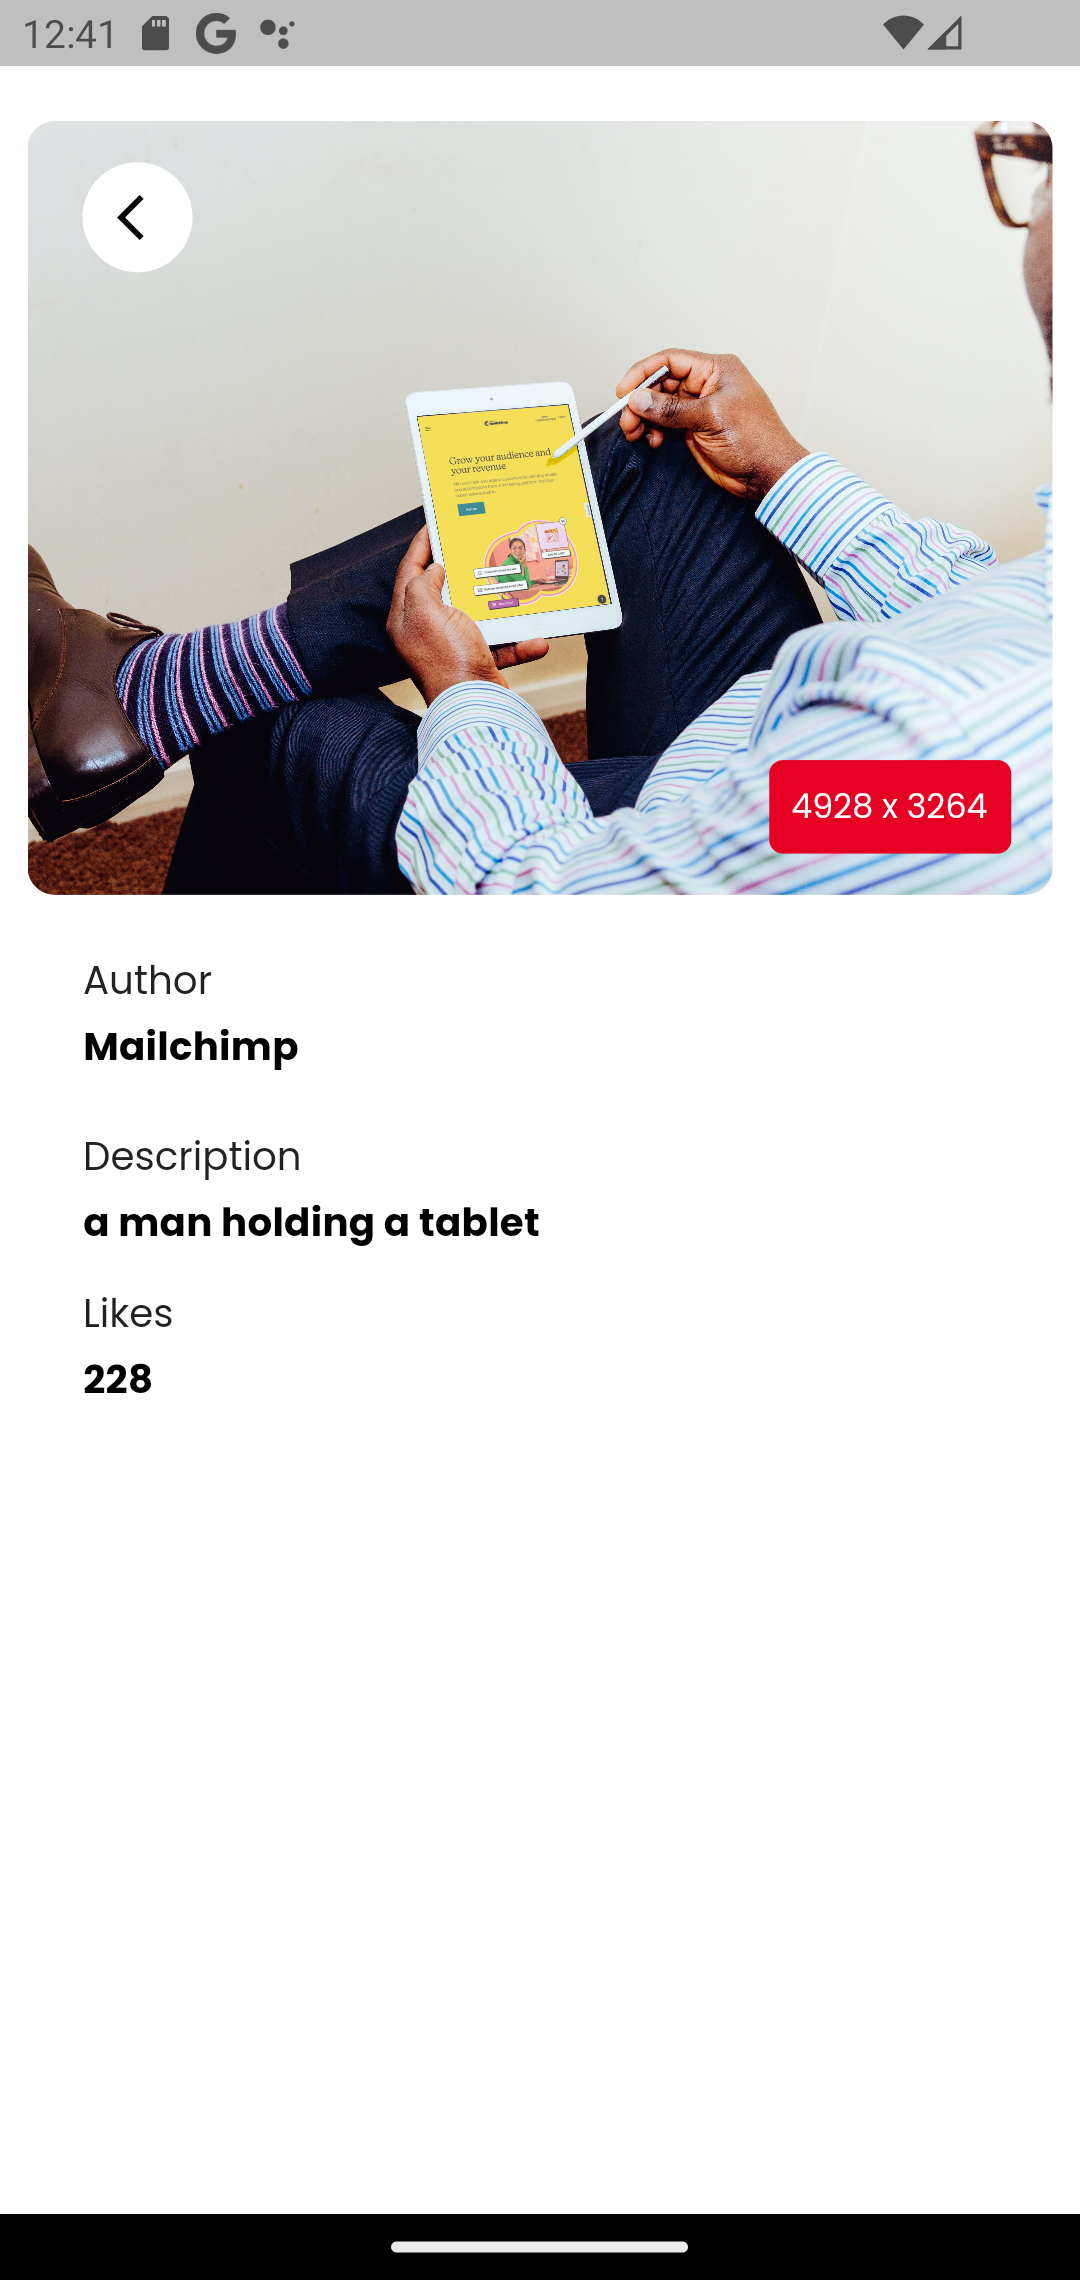 12:41
Grow your audience and
your revenue
4928 x 3264
Author
Mailchimp
Description
a man holding a tablet
Likes
228